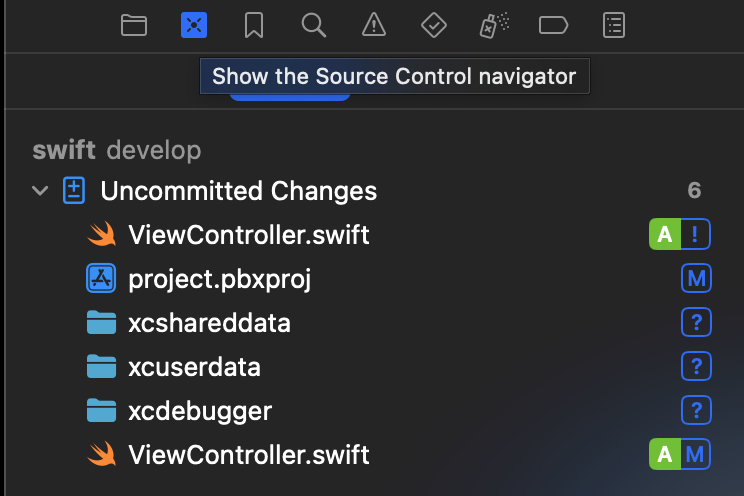 Show the Source Control navigator
swift develop
Uncommitted Changes 6
ViewController.swift A !
project.pbxproj M
xcshareddata ?
xcuserdata ?
xcdebugger ?
ViewController.swift A M